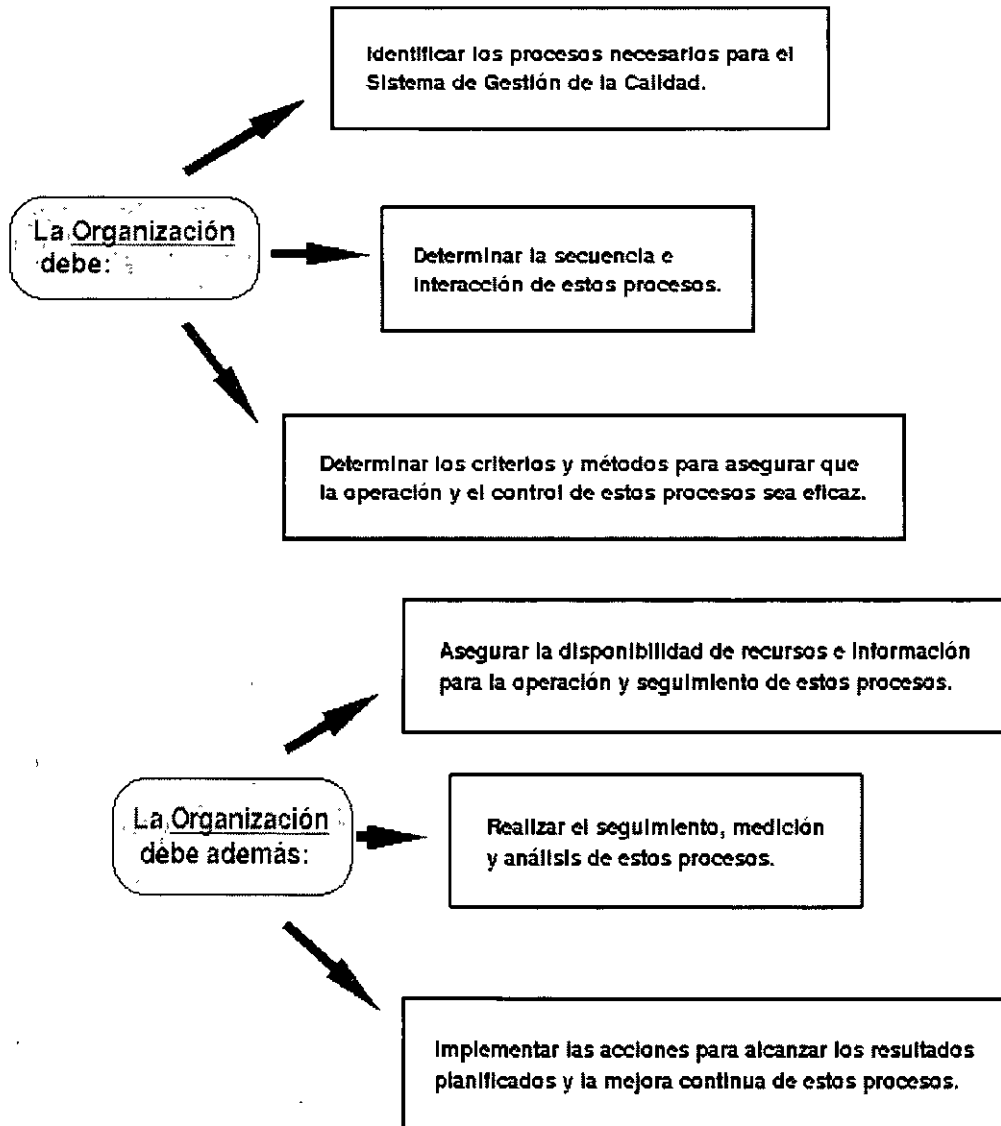 Identificar los procesos necesarios para el
Sistema de Gestión de la Calidad.
La Organización
debe:
Determinar la secuencia e
interacción de estos procesos.
Determinar los criterios y métodos para asegurar que
la operación y el control de estos procesos sea eficaz.
Asegurar la disponibilidad de recursos e información
para la operación y seguimiento de estos procesos.
La Organización
debe además:
Realizar el seguimiento, medición
y análisis de estos procesos.
Implementar las acciones para alcanzar los resultados
planificados y la mejora continua de estos procesos.